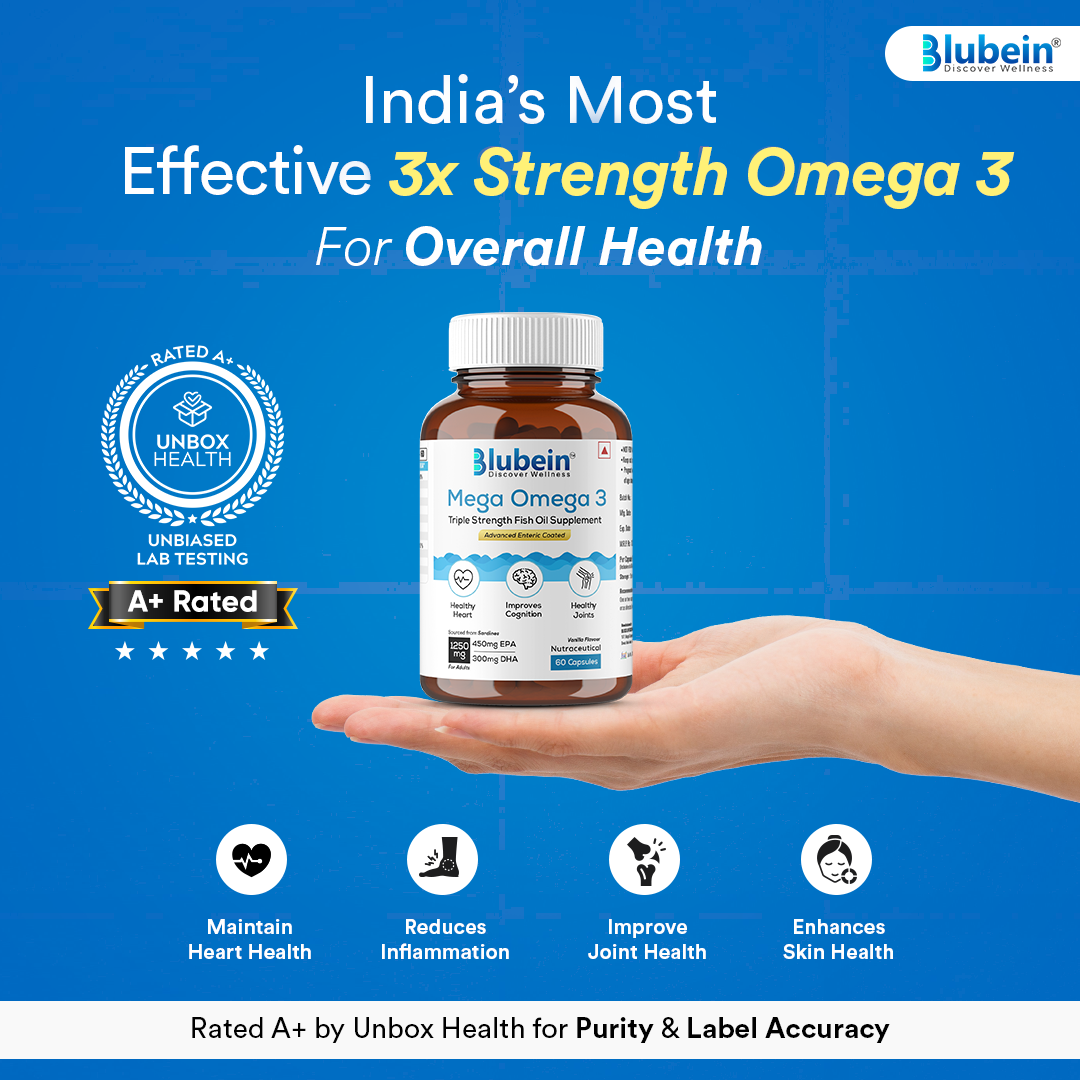 Blubein®
Discover Wellness
India's Most
Effective 3x Strength Omega 3
For Overall Health
RATED A+
UNBOX
HEALTH
UNBIASED
LAB TESTING
A+ Rated
Blubein™
Discover Wellness
Mega Omega 3
Triple Strength Fish Oil Supplement
Advanced Enteric Coated
Healthy
Heart
Improves
Cognition
Healthy
Joints
Sourced from Sardines
1250
mg
450mg EPA
300mg DHA
For Adults
Vanilla Flavour
Nutroceutical
60 Capsules
Maintain
Heart Health
Reduces
Inflammation
Improve
Joint Health
Enhances
Skin Health
Rated A+ by Unbox Health for Purity & Label Accuracy